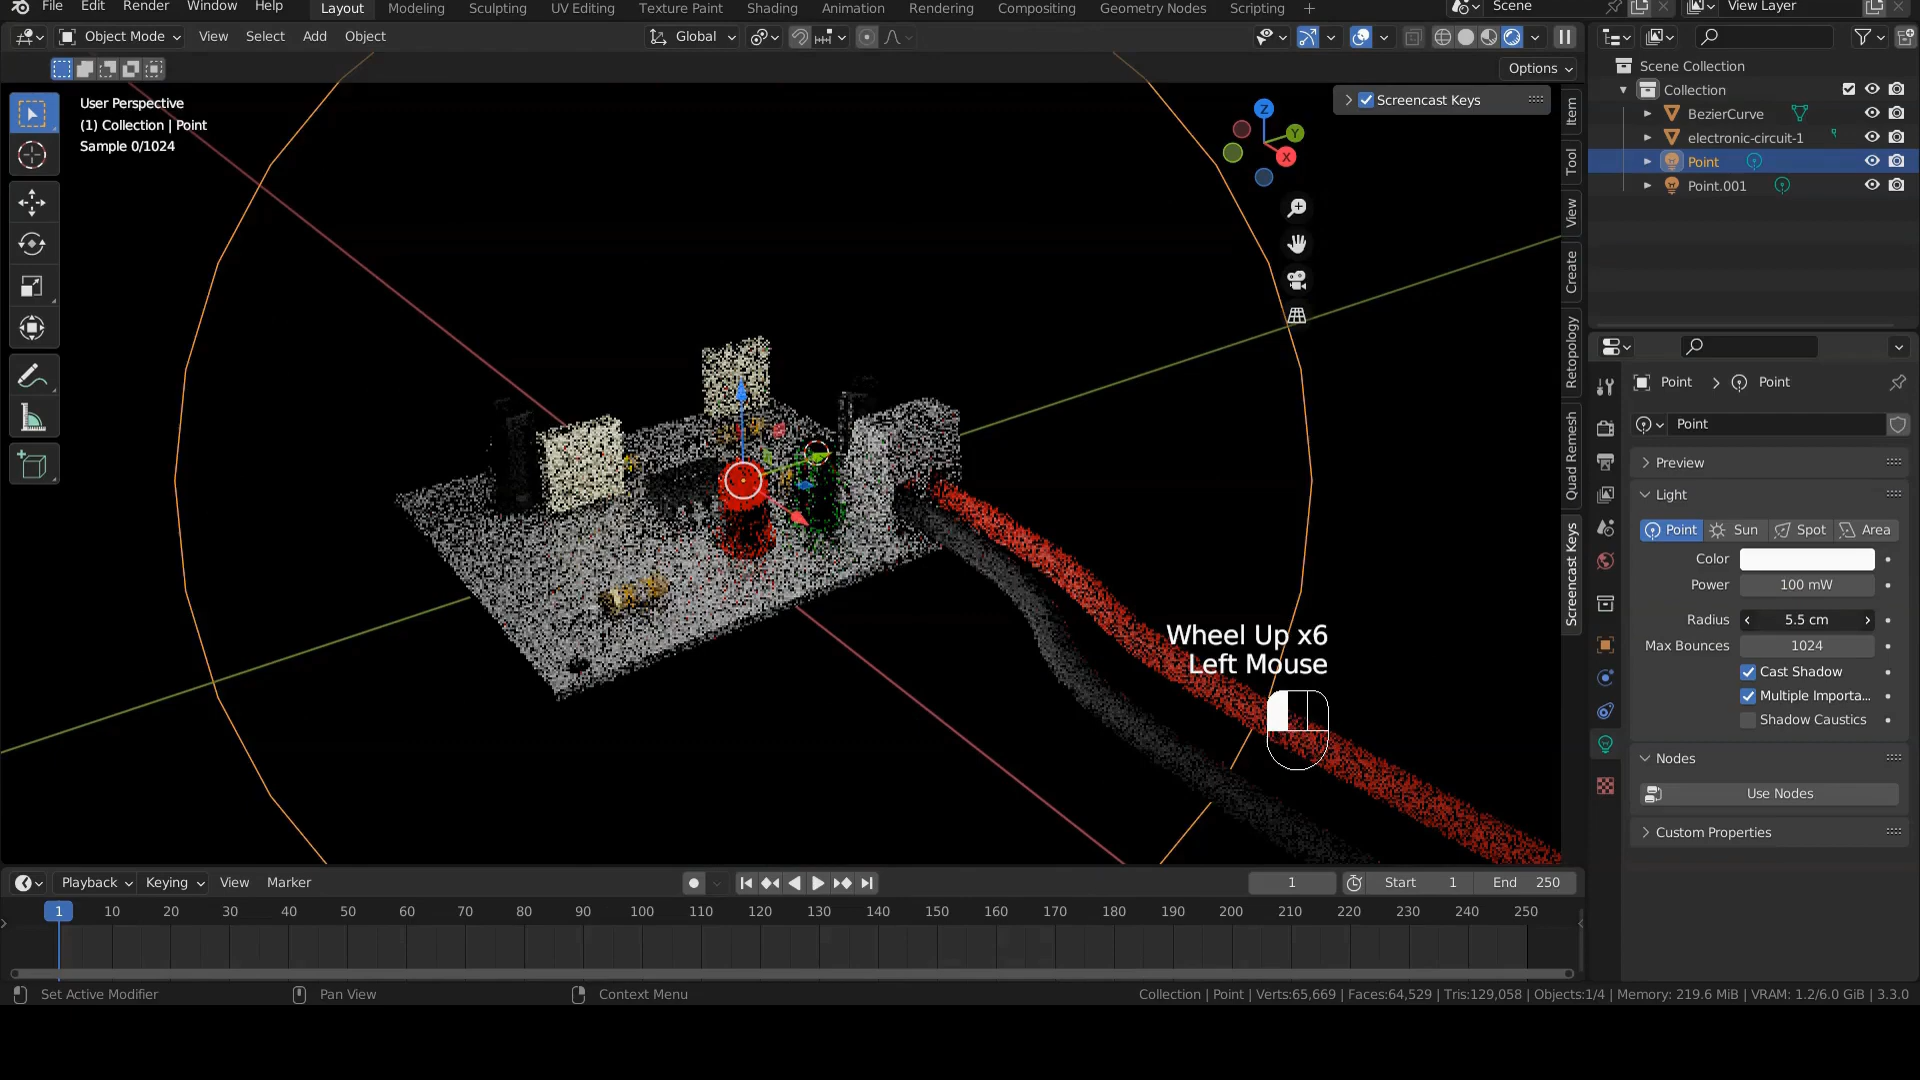 File Edit Render Window Help Layout Modeling Sculpting UV Editing Texture Paint Shading Animation Rendering Compositing Geometry Nodes Scripting + Scene View Layer
Object Mode View Select Add Object Global
Options
User Perspective
(1) Collection | Point
Sample 0/1024
Screencast Keys
Z
Y
X
Item
Tool
View
Create
Retopology
Quad Remesh
Screencast Keys
Wheel Up x6
Left Mouse
Scene Collection
Collection
BezierCurve
electronic-circuit-1
Point
Point.001
Point > Point
Point
Preview
Light
Point Sun Spot Area
Color
Power 100 mW
Radius 5.5 cm
Max Bounces 1024
Cast Shadow
Multiple Importa...
Shadow Caustics
Nodes
Use Nodes
Custom Properties
Playback Keying View Marker 1 Start 1 End 250
1 10 20 30 40 50 60 70 80 90 100 110 120 130 140 150 160 170 180 190 200 210 220 230 240 250
Set Active Modifier Pan View Context Menu Collection | Point | Verts:65,669 | Faces:64,529 | Tris:129,058 | Objects:1/4 | Memory: 219.6 MiB | VRAM: 1.2/6.0 GiB | 3.3.0